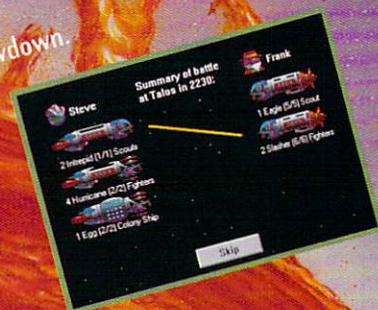 wdown.
Summary of battle
at Talos in 2230:
Steve
2 Intrepid [1/1] Scouts
4 Hurricane [2/2] Fighters
1 Egg [2/2] Colony Ship
Frank
1 Eagle [5/5] Scout
2 Slasher [6/6] Fighters
Skip